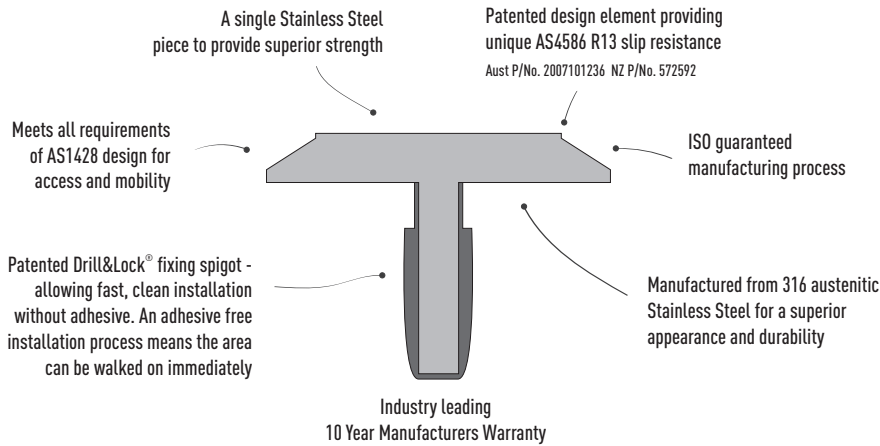 A single Stainless Steel
piece to provide superior strength
Patented design element providing
unique AS4586 R13 slip resistance
Aust P/No. 2007101236 NZ P/No. 572592
Meets all requirements
of AS1428 design for
access and mobility
ISO guaranteed
manufacturing process
Patented Drill&Lock® fixing spigot -
allowing fast, clean installation
without adhesive. An adhesive free
installation process means the area
can be walked on immediately
Manufactured from 316 austenitic
Stainless Steel for a superior
appearance and durability
Industry leading
10 Year Manufacturers Warranty